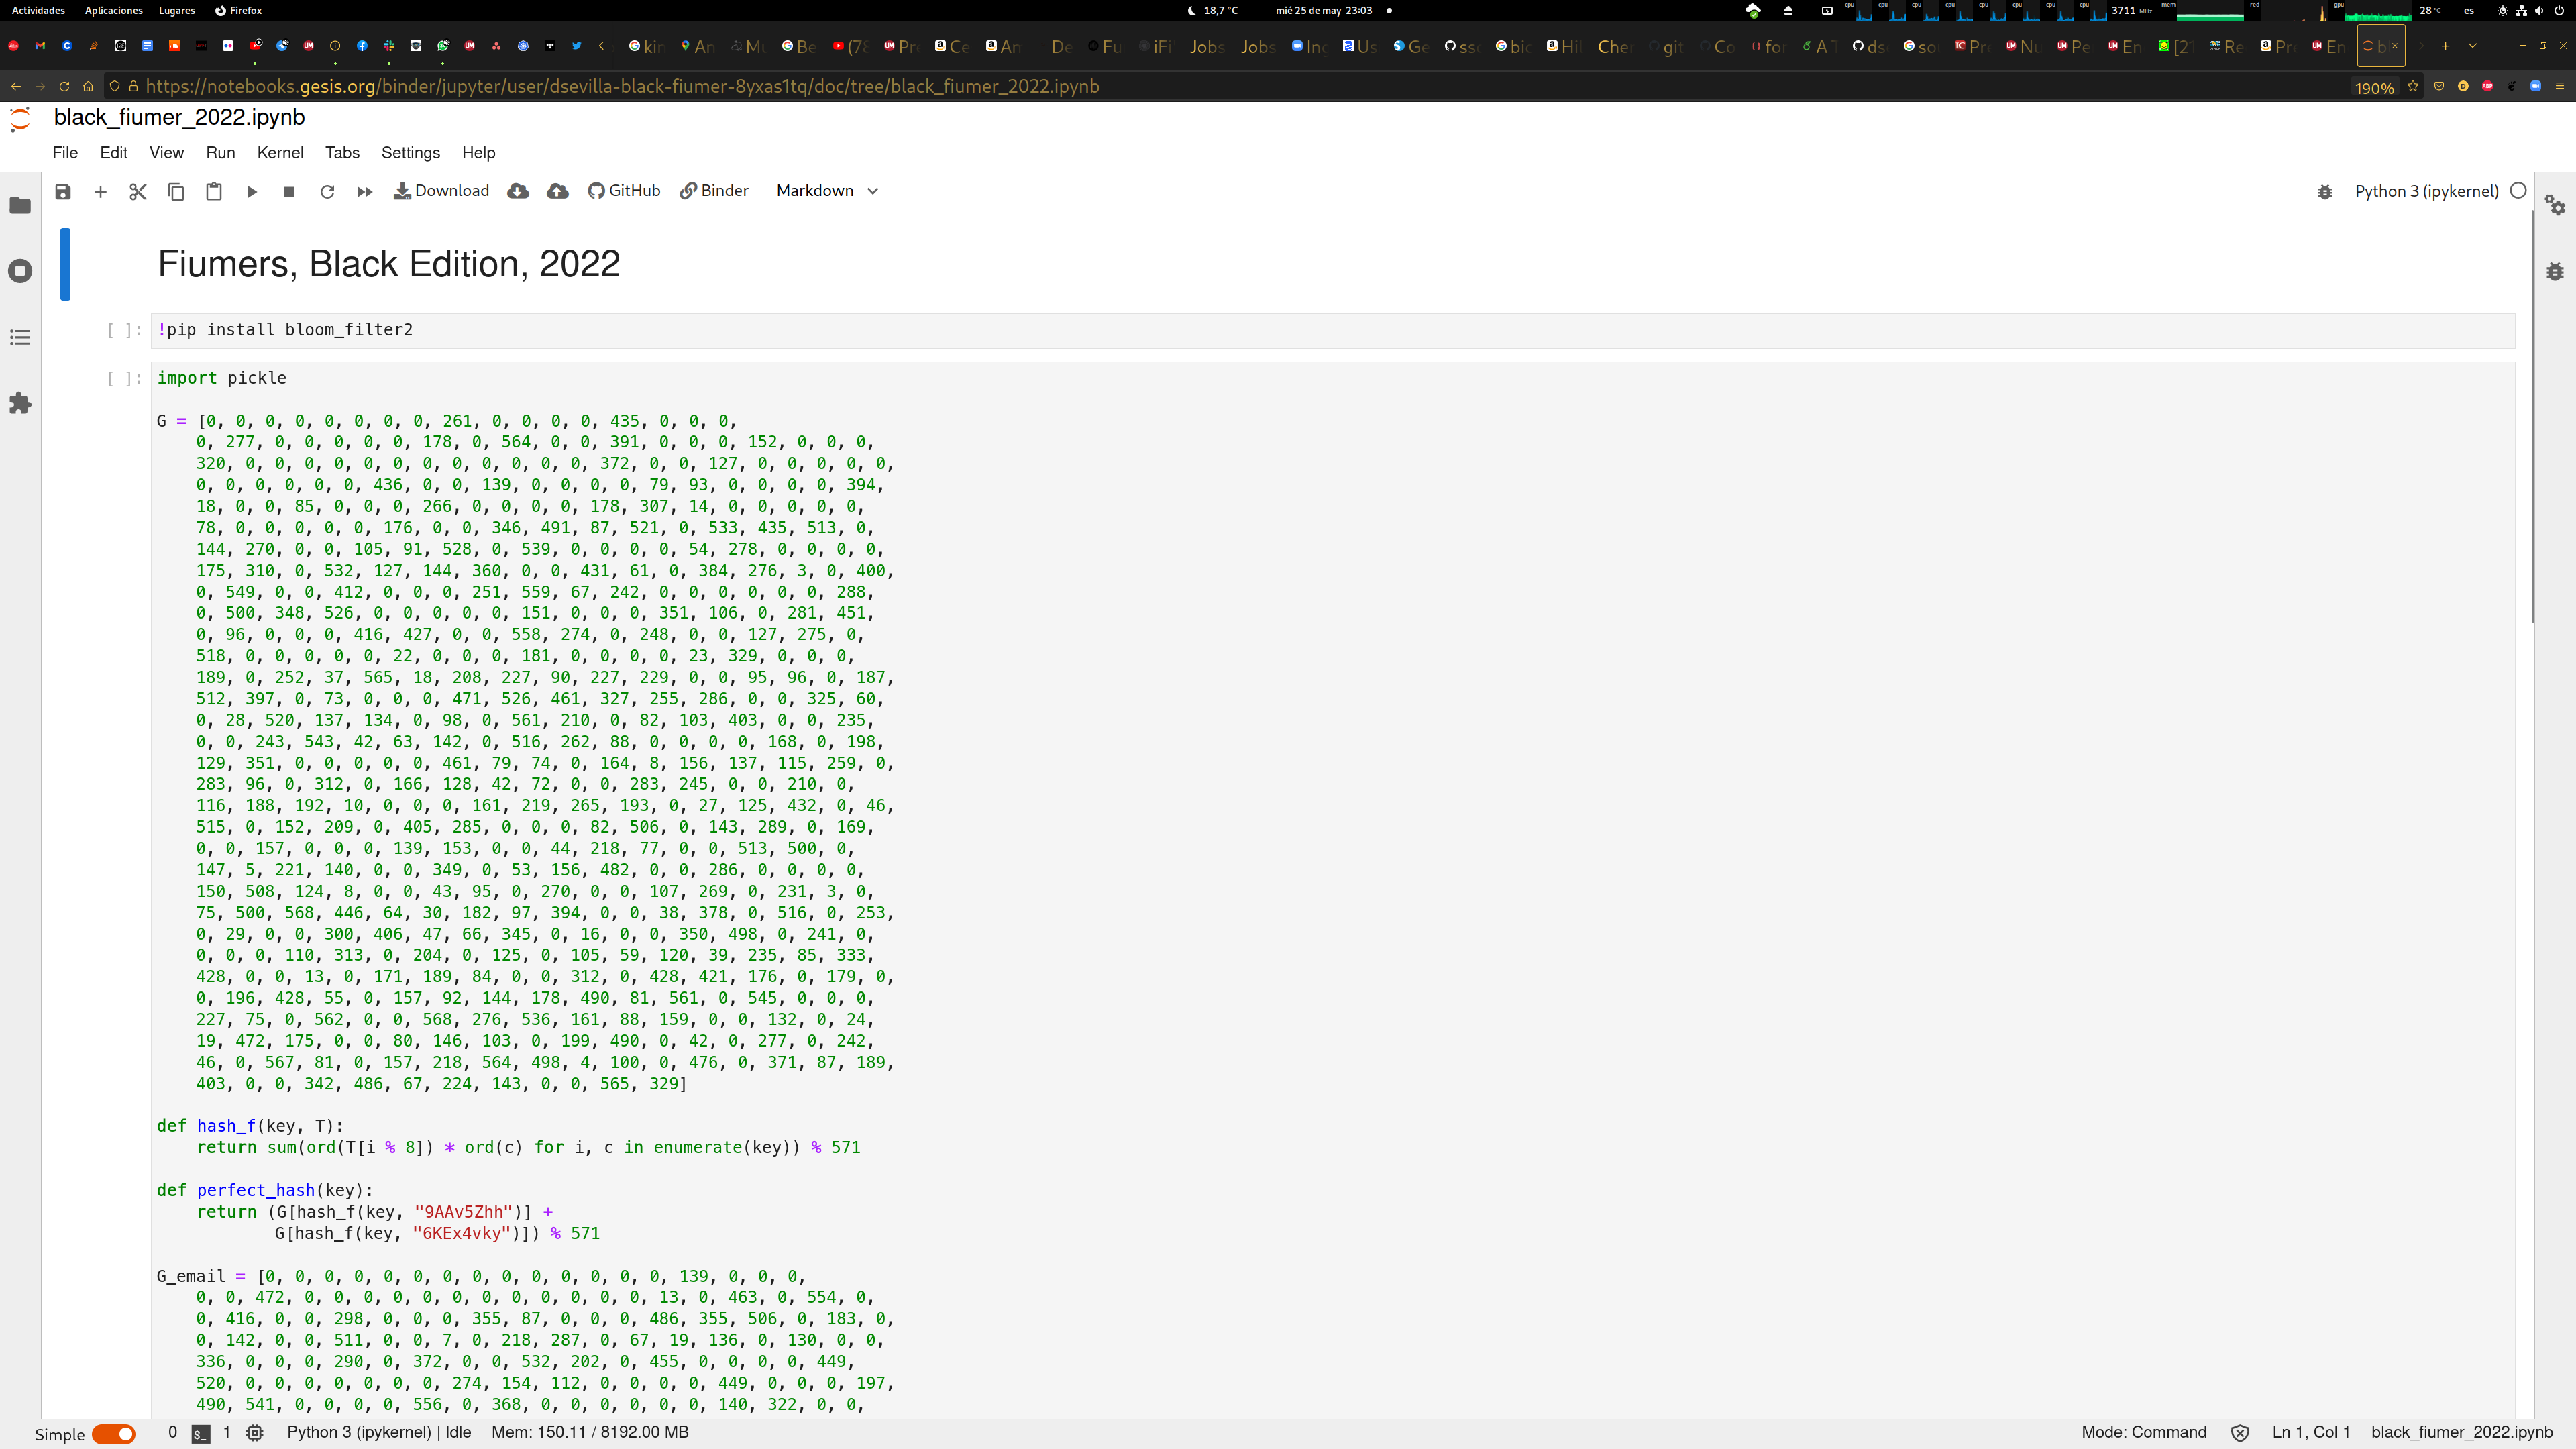 Actividades Aplicaciones Lugares Firefox 18,7 °C mié 25 de may 23:03 cpu cpu cpu cpu cpu cpu cpu cpu 3711 MHz mem red gpu 28 °C es
https://notebooks.gesis.org/binder/jupyter/user/dsevilla-black-fiumer-8yxas1tq/doc/tree/black_fiumer_2022.ipynb 190%
black_fiumer_2022.ipynb
File Edit View Run Kernel Tabs Settings Help
Download GitHub Binder Markdown Python 3 (ipykernel)
Fiumers, Black Edition, 2022
[ ]: !pip install bloom_filter2
[ ]: import pickle
G = [0, 0, 0, 0, 0, 0, 0, 0, 261, 0, 0, 0, 0, 435, 0, 0, 0,
0, 277, 0, 0, 0, 0, 0, 178, 0, 564, 0, 0, 391, 0, 0, 0, 152, 0, 0, 0,
320, 0, 0, 0, 0, 0, 0, 0, 0, 0, 0, 0, 0, 372, 0, 0, 127, 0, 0, 0, 0, 0,
0, 0, 0, 0, 0, 0, 436, 0, 0, 139, 0, 0, 0, 0, 79, 93, 0, 0, 0, 0, 394,
18, 0, 0, 85, 0, 0, 0, 266, 0, 0, 0, 0, 178, 307, 14, 0, 0, 0, 0, 0,
78, 0, 0, 0, 0, 0, 176, 0, 0, 346, 491, 87, 521, 0, 533, 435, 513, 0,
144, 270, 0, 0, 105, 91, 528, 0, 539, 0, 0, 0, 0, 54, 278, 0, 0, 0, 0,
175, 310, 0, 532, 127, 144, 360, 0, 0, 431, 61, 0, 384, 276, 3, 0, 400,
0, 549, 0, 0, 412, 0, 0, 0, 251, 559, 67, 242, 0, 0, 0, 0, 0, 0, 288,
0, 500, 348, 526, 0, 0, 0, 0, 0, 151, 0, 0, 0, 351, 106, 0, 281, 451,
0, 96, 0, 0, 0, 416, 427, 0, 0, 558, 274, 0, 248, 0, 0, 127, 275, 0,
518, 0, 0, 0, 0, 0, 22, 0, 0, 0, 181, 0, 0, 0, 0, 23, 329, 0, 0, 0,
189, 0, 252, 37, 565, 18, 208, 227, 90, 227, 229, 0, 0, 95, 96, 0, 187,
512, 397, 0, 73, 0, 0, 0, 471, 526, 461, 327, 255, 286, 0, 0, 325, 60,
0, 28, 520, 137, 134, 0, 98, 0, 561, 210, 0, 82, 103, 403, 0, 0, 235,
0, 0, 243, 543, 42, 63, 142, 0, 516, 262, 88, 0, 0, 0, 0, 168, 0, 198,
129, 351, 0, 0, 0, 0, 0, 461, 79, 74, 0, 164, 8, 156, 137, 115, 259, 0,
283, 96, 0, 312, 0, 166, 128, 42, 72, 0, 0, 283, 245, 0, 0, 210, 0,
116, 188, 192, 10, 0, 0, 0, 161, 219, 265, 193, 0, 27, 125, 432, 0, 46,
515, 0, 152, 209, 0, 405, 285, 0, 0, 0, 82, 506, 0, 143, 289, 0, 169,
0, 0, 157, 0, 0, 0, 139, 153, 0, 0, 44, 218, 77, 0, 0, 513, 500, 0,
147, 5, 221, 140, 0, 0, 349, 0, 53, 156, 482, 0, 0, 286, 0, 0, 0, 0,
150, 508, 124, 8, 0, 0, 43, 95, 0, 270, 0, 0, 107, 269, 0, 231, 3, 0,
75, 500, 568, 446, 64, 30, 182, 97, 394, 0, 0, 38, 378, 0, 516, 0, 253,
0, 29, 0, 0, 300, 406, 47, 66, 345, 0, 16, 0, 0, 350, 498, 0, 241, 0,
0, 0, 0, 110, 313, 0, 204, 0, 125, 0, 105, 59, 120, 39, 235, 85, 333,
428, 0, 0, 13, 0, 171, 189, 84, 0, 0, 312, 0, 428, 421, 176, 0, 179, 0,
0, 196, 428, 55, 0, 157, 92, 144, 178, 490, 81, 561, 0, 545, 0, 0, 0,
227, 75, 0, 562, 0, 0, 568, 276, 536, 161, 88, 159, 0, 0, 132, 0, 24,
19, 472, 175, 0, 0, 80, 146, 103, 0, 199, 490, 0, 42, 0, 277, 0, 242,
46, 0, 567, 81, 0, 157, 218, 564, 498, 4, 100, 0, 476, 0, 371, 87, 189,
403, 0, 0, 342, 486, 67, 224, 143, 0, 0, 565, 329]
def hash_f(key, T):
return sum(ord(T[i % 8]) * ord(c) for i, c in enumerate(key)) % 571
def perfect_hash(key):
return (G[hash_f(key, "9AAv5Zhh")] +
G[hash_f(key, "6KEx4vky")]) % 571
G_email = [0, 0, 0, 0, 0, 0, 0, 0, 0, 0, 0, 0, 0, 0, 139, 0, 0, 0,
0, 0, 472, 0, 0, 0, 0, 0, 0, 0, 0, 0, 0, 0, 0, 13, 0, 463, 0, 554, 0,
0, 416, 0, 0, 298, 0, 0, 0, 355, 87, 0, 0, 0, 486, 355, 506, 0, 183, 0,
0, 142, 0, 0, 511, 0, 0, 7, 0, 218, 287, 0, 67, 19, 136, 0, 130, 0, 0,
336, 0, 0, 0, 290, 0, 372, 0, 0, 532, 202, 0, 455, 0, 0, 0, 0, 449,
520, 0, 0, 0, 0, 0, 0, 0, 274, 154, 112, 0, 0, 0, 0, 449, 0, 0, 0, 197,
490, 541, 0, 0, 0, 0, 556, 0, 368, 0, 0, 0, 0, 0, 0, 140, 322, 0, 0,
Simple 0 1 Python 3 (ipykernel) | Idle Mem: 150.11 / 8192.00 MB Mode: Command Ln 1, Col 1 black_fiumer_2022.ipynb